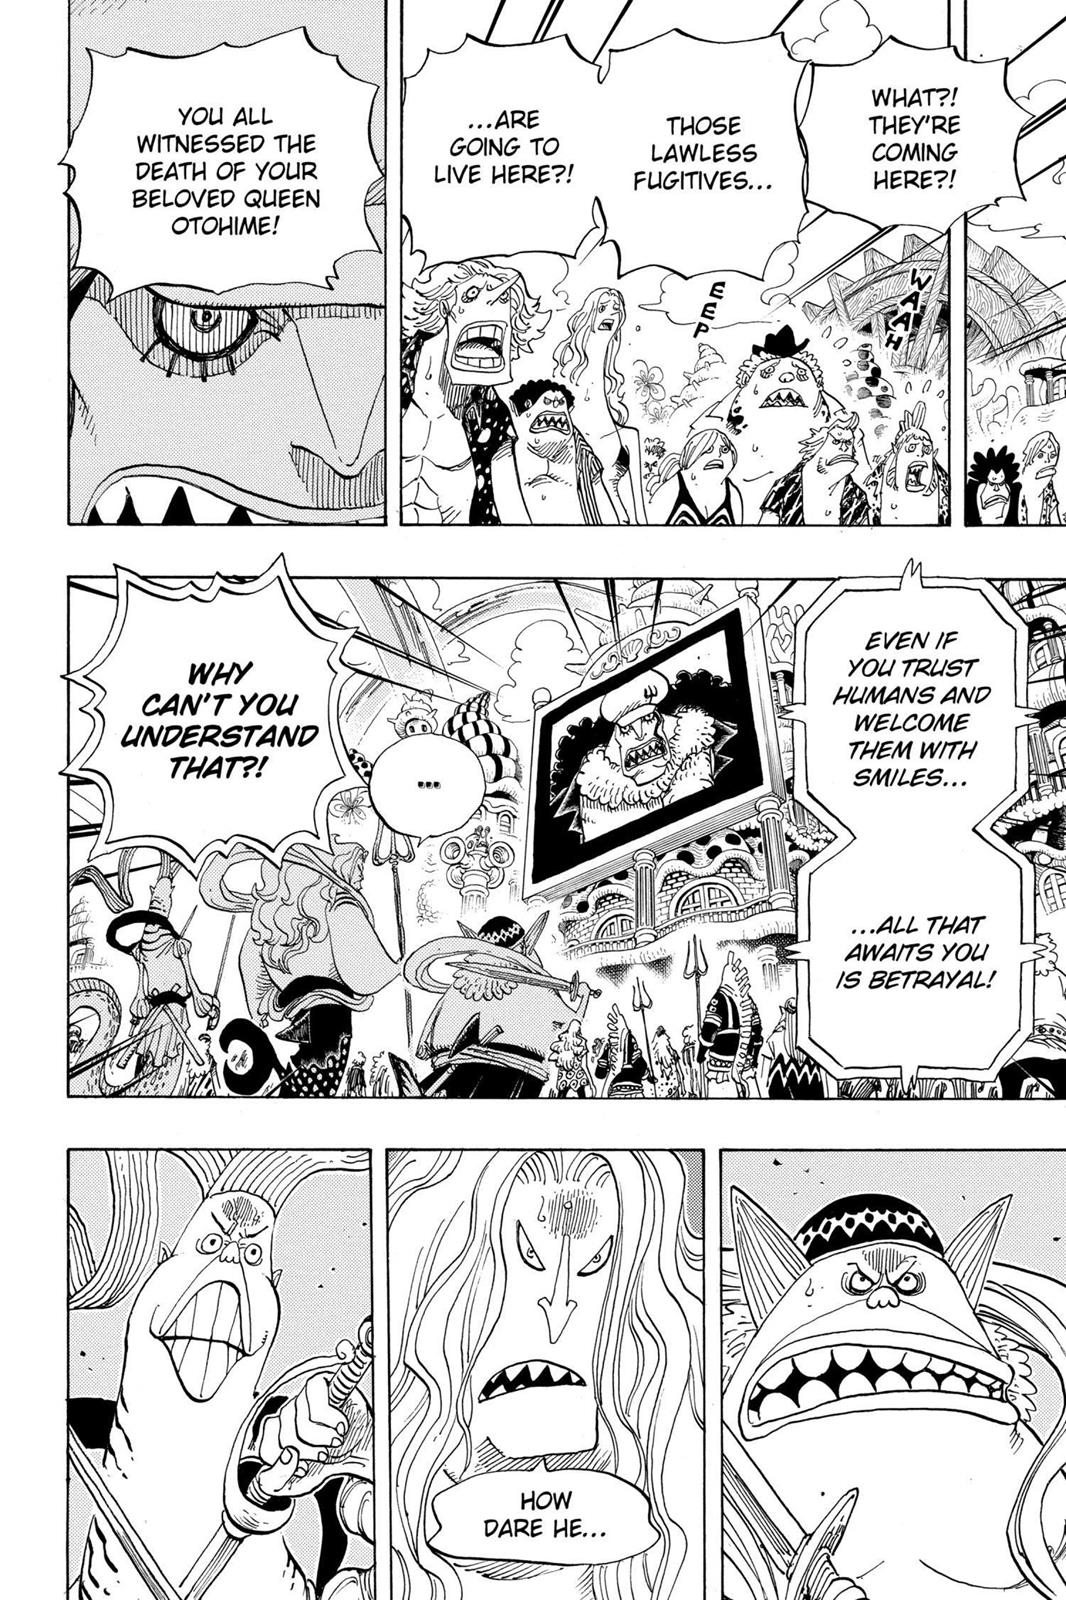 WHAT?!
THEY'RE
COMING
HERE?!
THOSE
LAWLESS
FUGITIVES...
...ARE
GOING TO
LIVE HERE?!
WAAH
EEP
YOU ALL
WITNESSED THE
DEATH OF YOUR
BELOVED QUEEN
OTOHIME!
EVEN IF
YOU TRUST
HUMANS AND
WELCOME
THEM WITH
SMILES...
...ALL THAT
AWAITS YOU
IS BETRAYAL!
...
WHY
CAN'T YOU
UNDERSTAND
THAT?!
HOW
DARE HE...